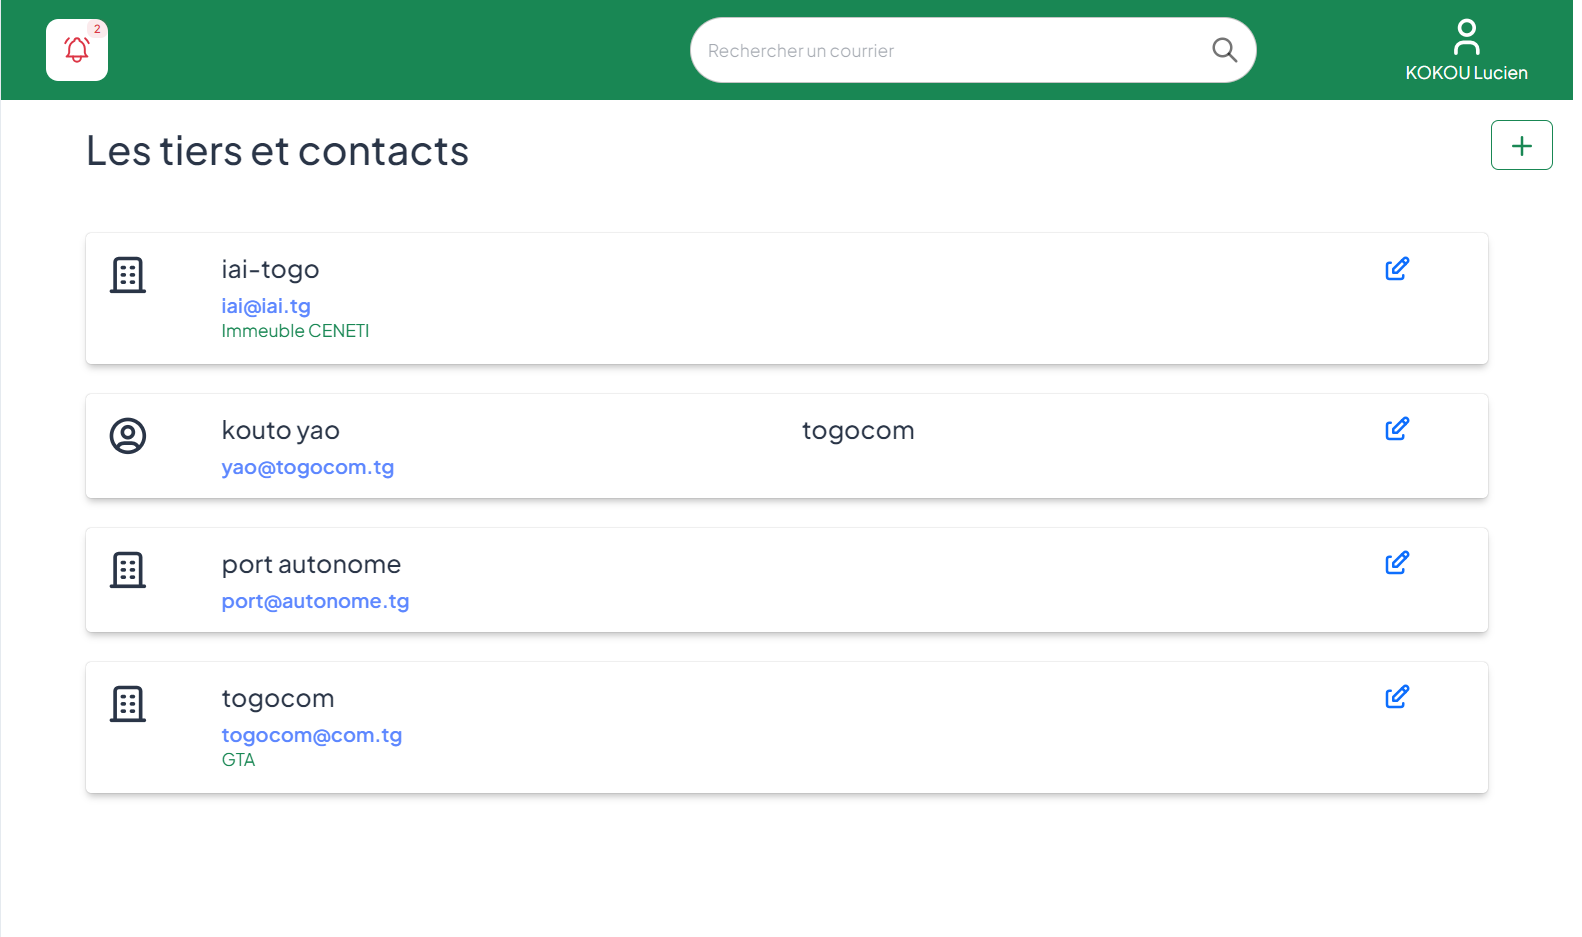 2
Rechercher un courrier
KOKOU Lucien
Les tiers et contacts
iai-togo
iai@iai.tg
Immeuble CENETI
kouto yao
togocom
yao@togocom.tg
port autonome
port@autonome.tg
togocom
togocom@com.tg
GTA